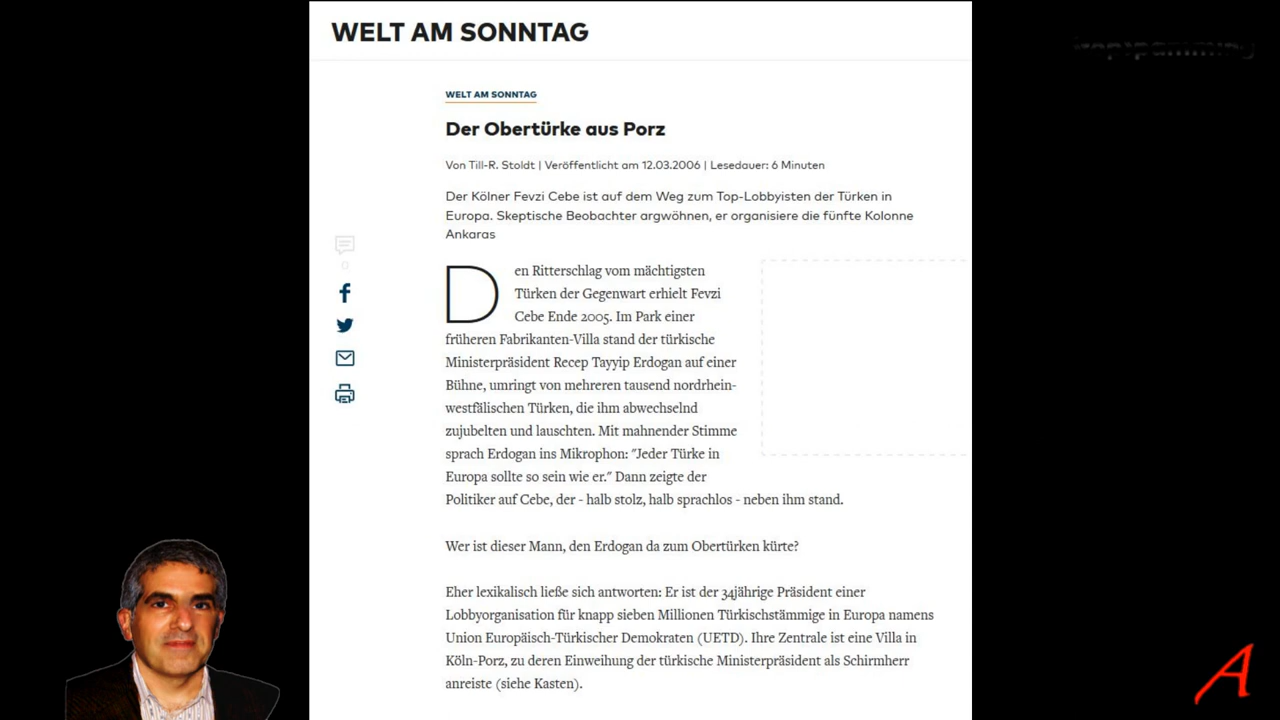 WELT AM SONNTAG
WELT AM SONNTAG
Der Obertürke aus Porz
Von Till-R. Stoldt | Veröffentlicht am 12.03.2006 | Lesedauer: 6 Minuten
Der Kölner Fevzi Cebe ist auf dem Weg zum Top-Lobbyisten der Türken in
Europa. Skeptische Beobachter argwöhnen, er organisiere die fünfte Kolonne
Ankaras
0
Den Ritterschlag vom mächtigsten
Türken der Gegenwart erhielt Fevzi
Cebe Ende 2005. Im Park einer
früheren Fabrikanten-Villa stand der türkische
Ministerpräsident Recep Tayyip Erdogan auf einer
Bühne, umringt von mehreren tausend nordrhein-
westfälischen Türken, die ihm abwechselnd
zujubelten und lauschten. Mit mahnender Stimme
sprach Erdogan ins Mikrophon: "Jeder Türke in
Europa sollte so sein wie er." Dann zeigte der
Politiker auf Cebe, der - halb stolz, halb sprachlos - neben ihm stand.
Wer ist dieser Mann, den Erdogan da zum Obertürken kürte?
Eher lexikalisch ließe sich antworten: Er ist der 34jährige Präsident einer
Lobbyorganisation für knapp sieben Millionen Türkischstämmige in Europa namens
Union Europäisch-Türkischer Demokraten (UETD). Ihre Zentrale ist eine Villa in
Köln-Porz, zu deren Einweihung der türkische Ministerpräsident als Schirmherr
anreiste (siehe Kasten).
A